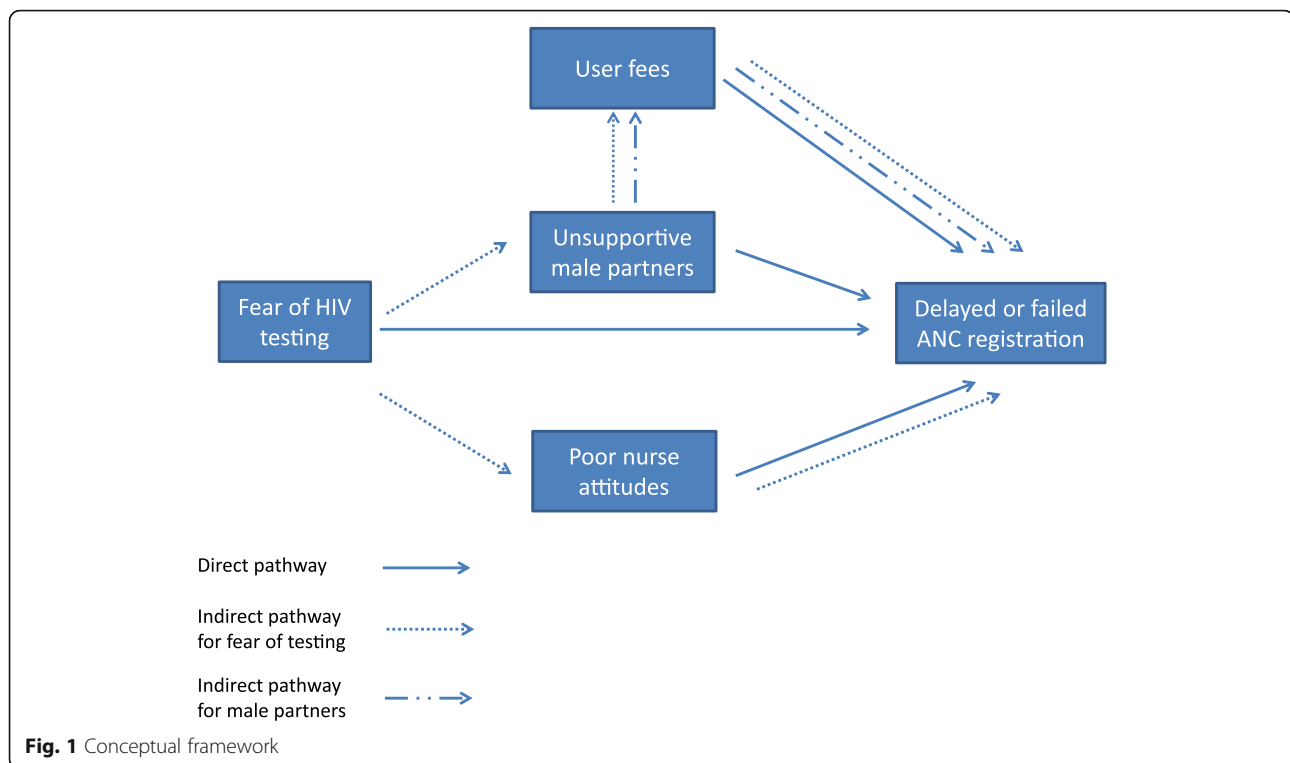 User fees
Unsupportive
male partners
Fear of HIV
testing
Delayed or failed
ANC registration
Poor nurse
attitudes
Direct pathway
Indirect pathway
for fear of testing
Indirect pathway
for male partners
Fig. 1 Conceptual framework